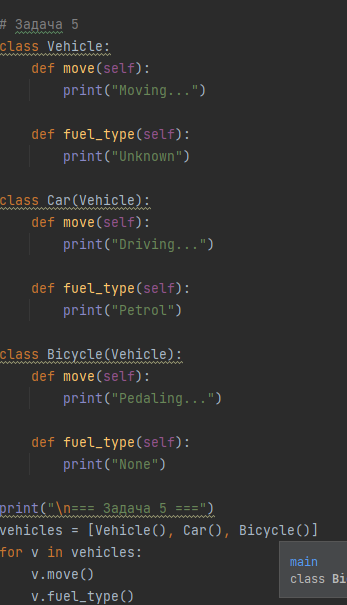 # Задача 5
class Vehicle:
    def move(self):
        print("Moving...")
    def fuel_type(self):
        print("Unknown")
class Car(Vehicle):
    def move(self):
        print("Driving...")
    def fuel_type(self):
        print("Petrol")
class Bicycle(Vehicle):
    def move(self):
        print("Pedaling...")
    def fuel_type(self):
        print("None")
print("\n=== Задача 5 ===")
vehicles = [Vehicle(), Car(), Bicycle()]
for v in vehicles:
    v.move()
    v.fuel_type()
main
class Bi